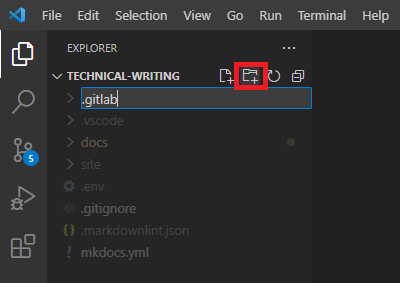 File Edit Selection View Go Run Terminal Help
EXPLORER
TECHNICAL-WRITING
.gitlab
.vscode
docs
site
.env
.gitignore
.markdownlint.json
mkdocs.yml
5